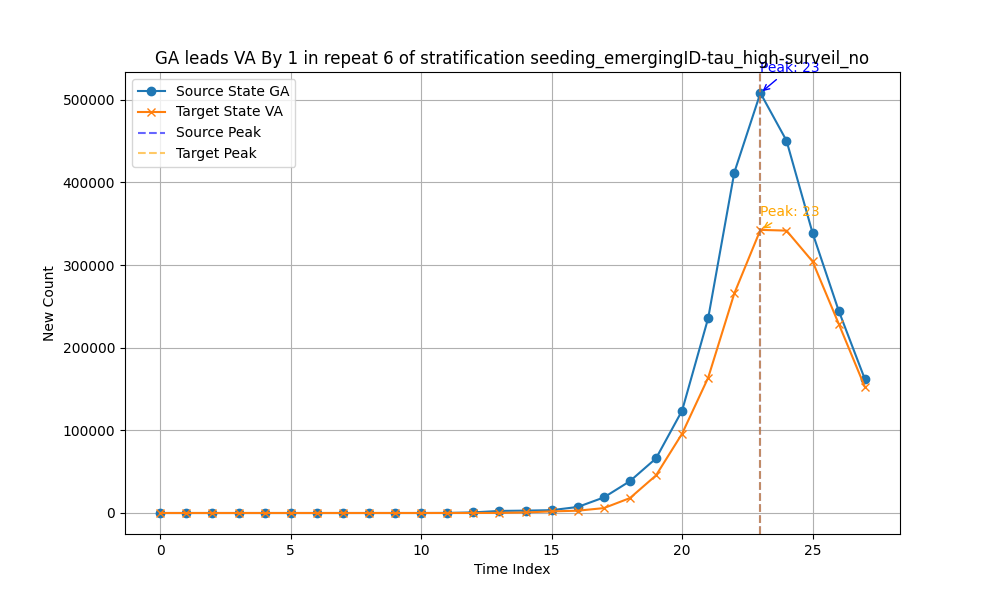 GA leads VA By 1 in repeat 6 of stratification seeding_emergingID-tau_high-surveil_no
Peak: 23
Source State GA
Target State VA
Source Peak
Target Peak
Peak: 23
New Count
500000
400000
300000
200000
100000
0
0 5 10 15 20 25
Time Index